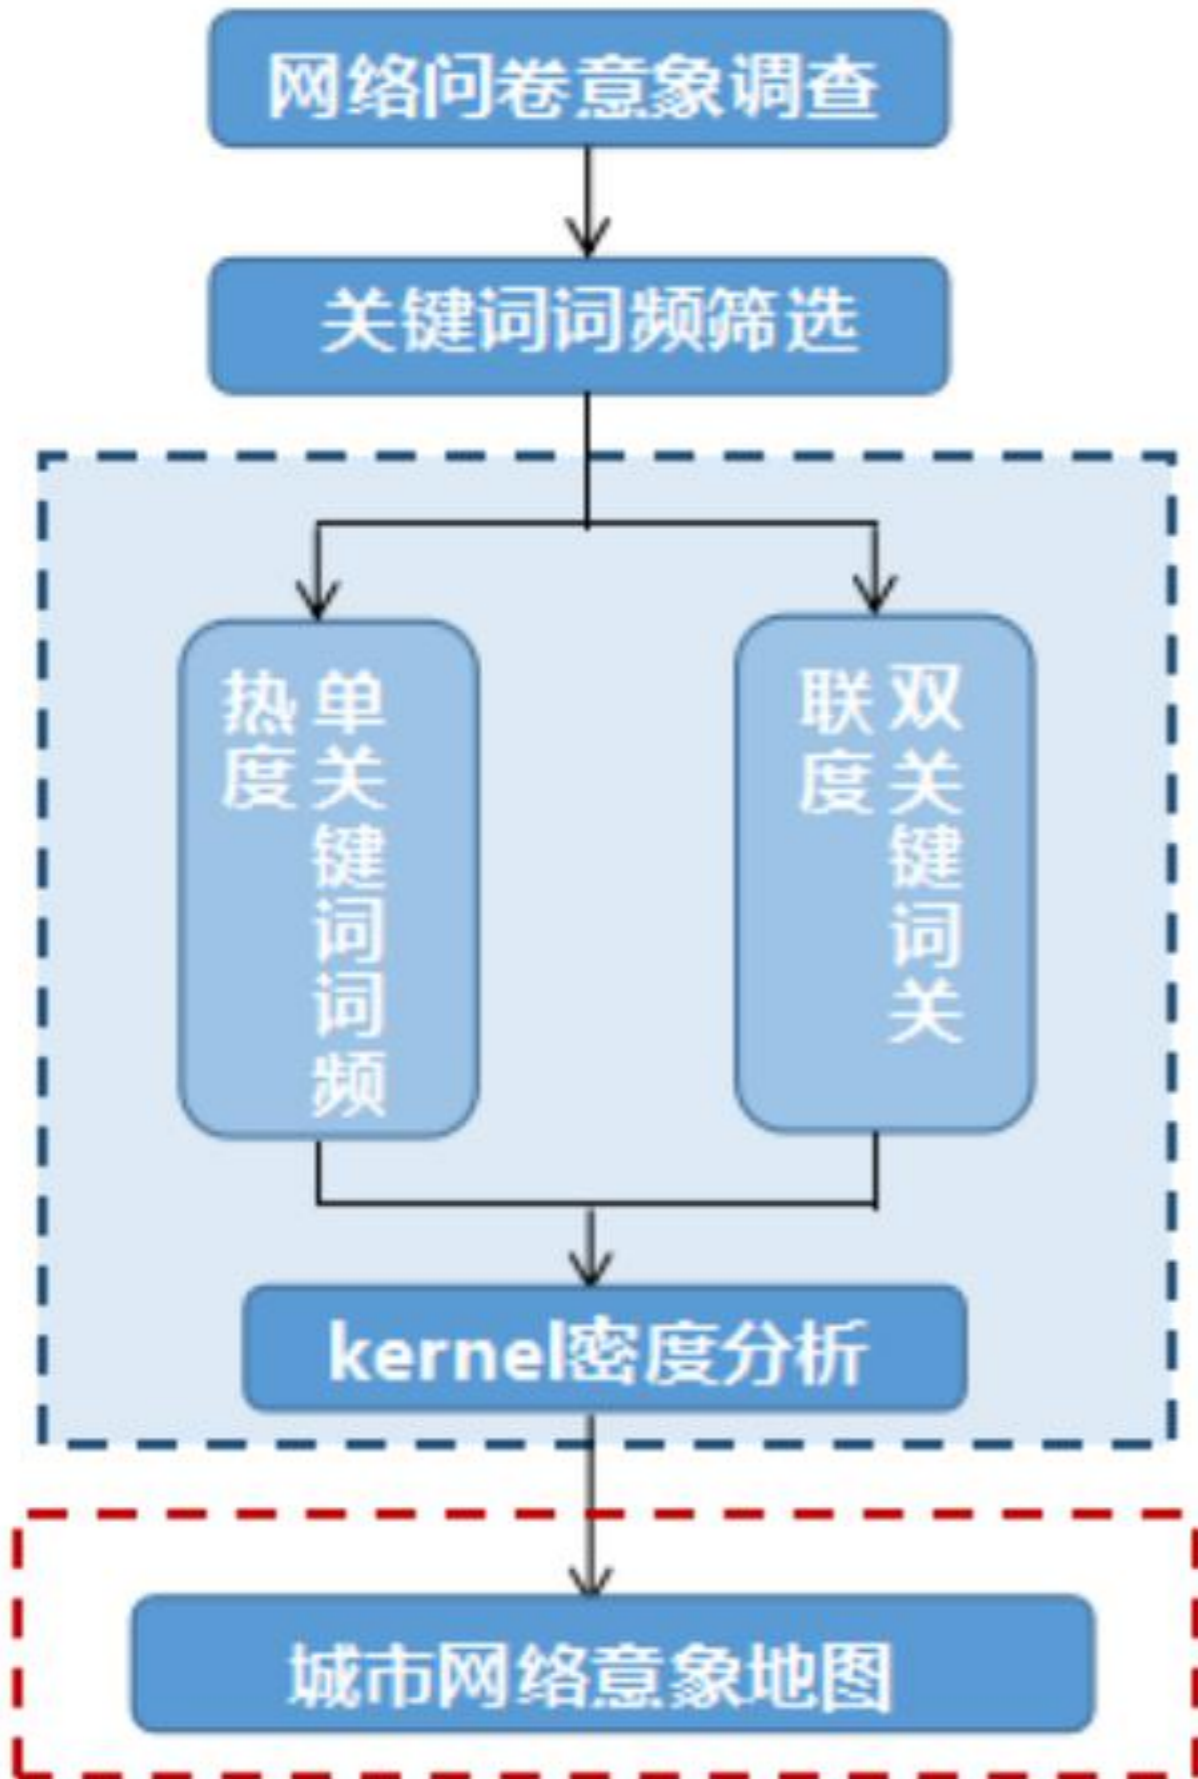 网络问卷意象调查
关键词词频筛选
单关键词词频
热度
双关键词关
联度
kernel密度分析
城市网络意象地图